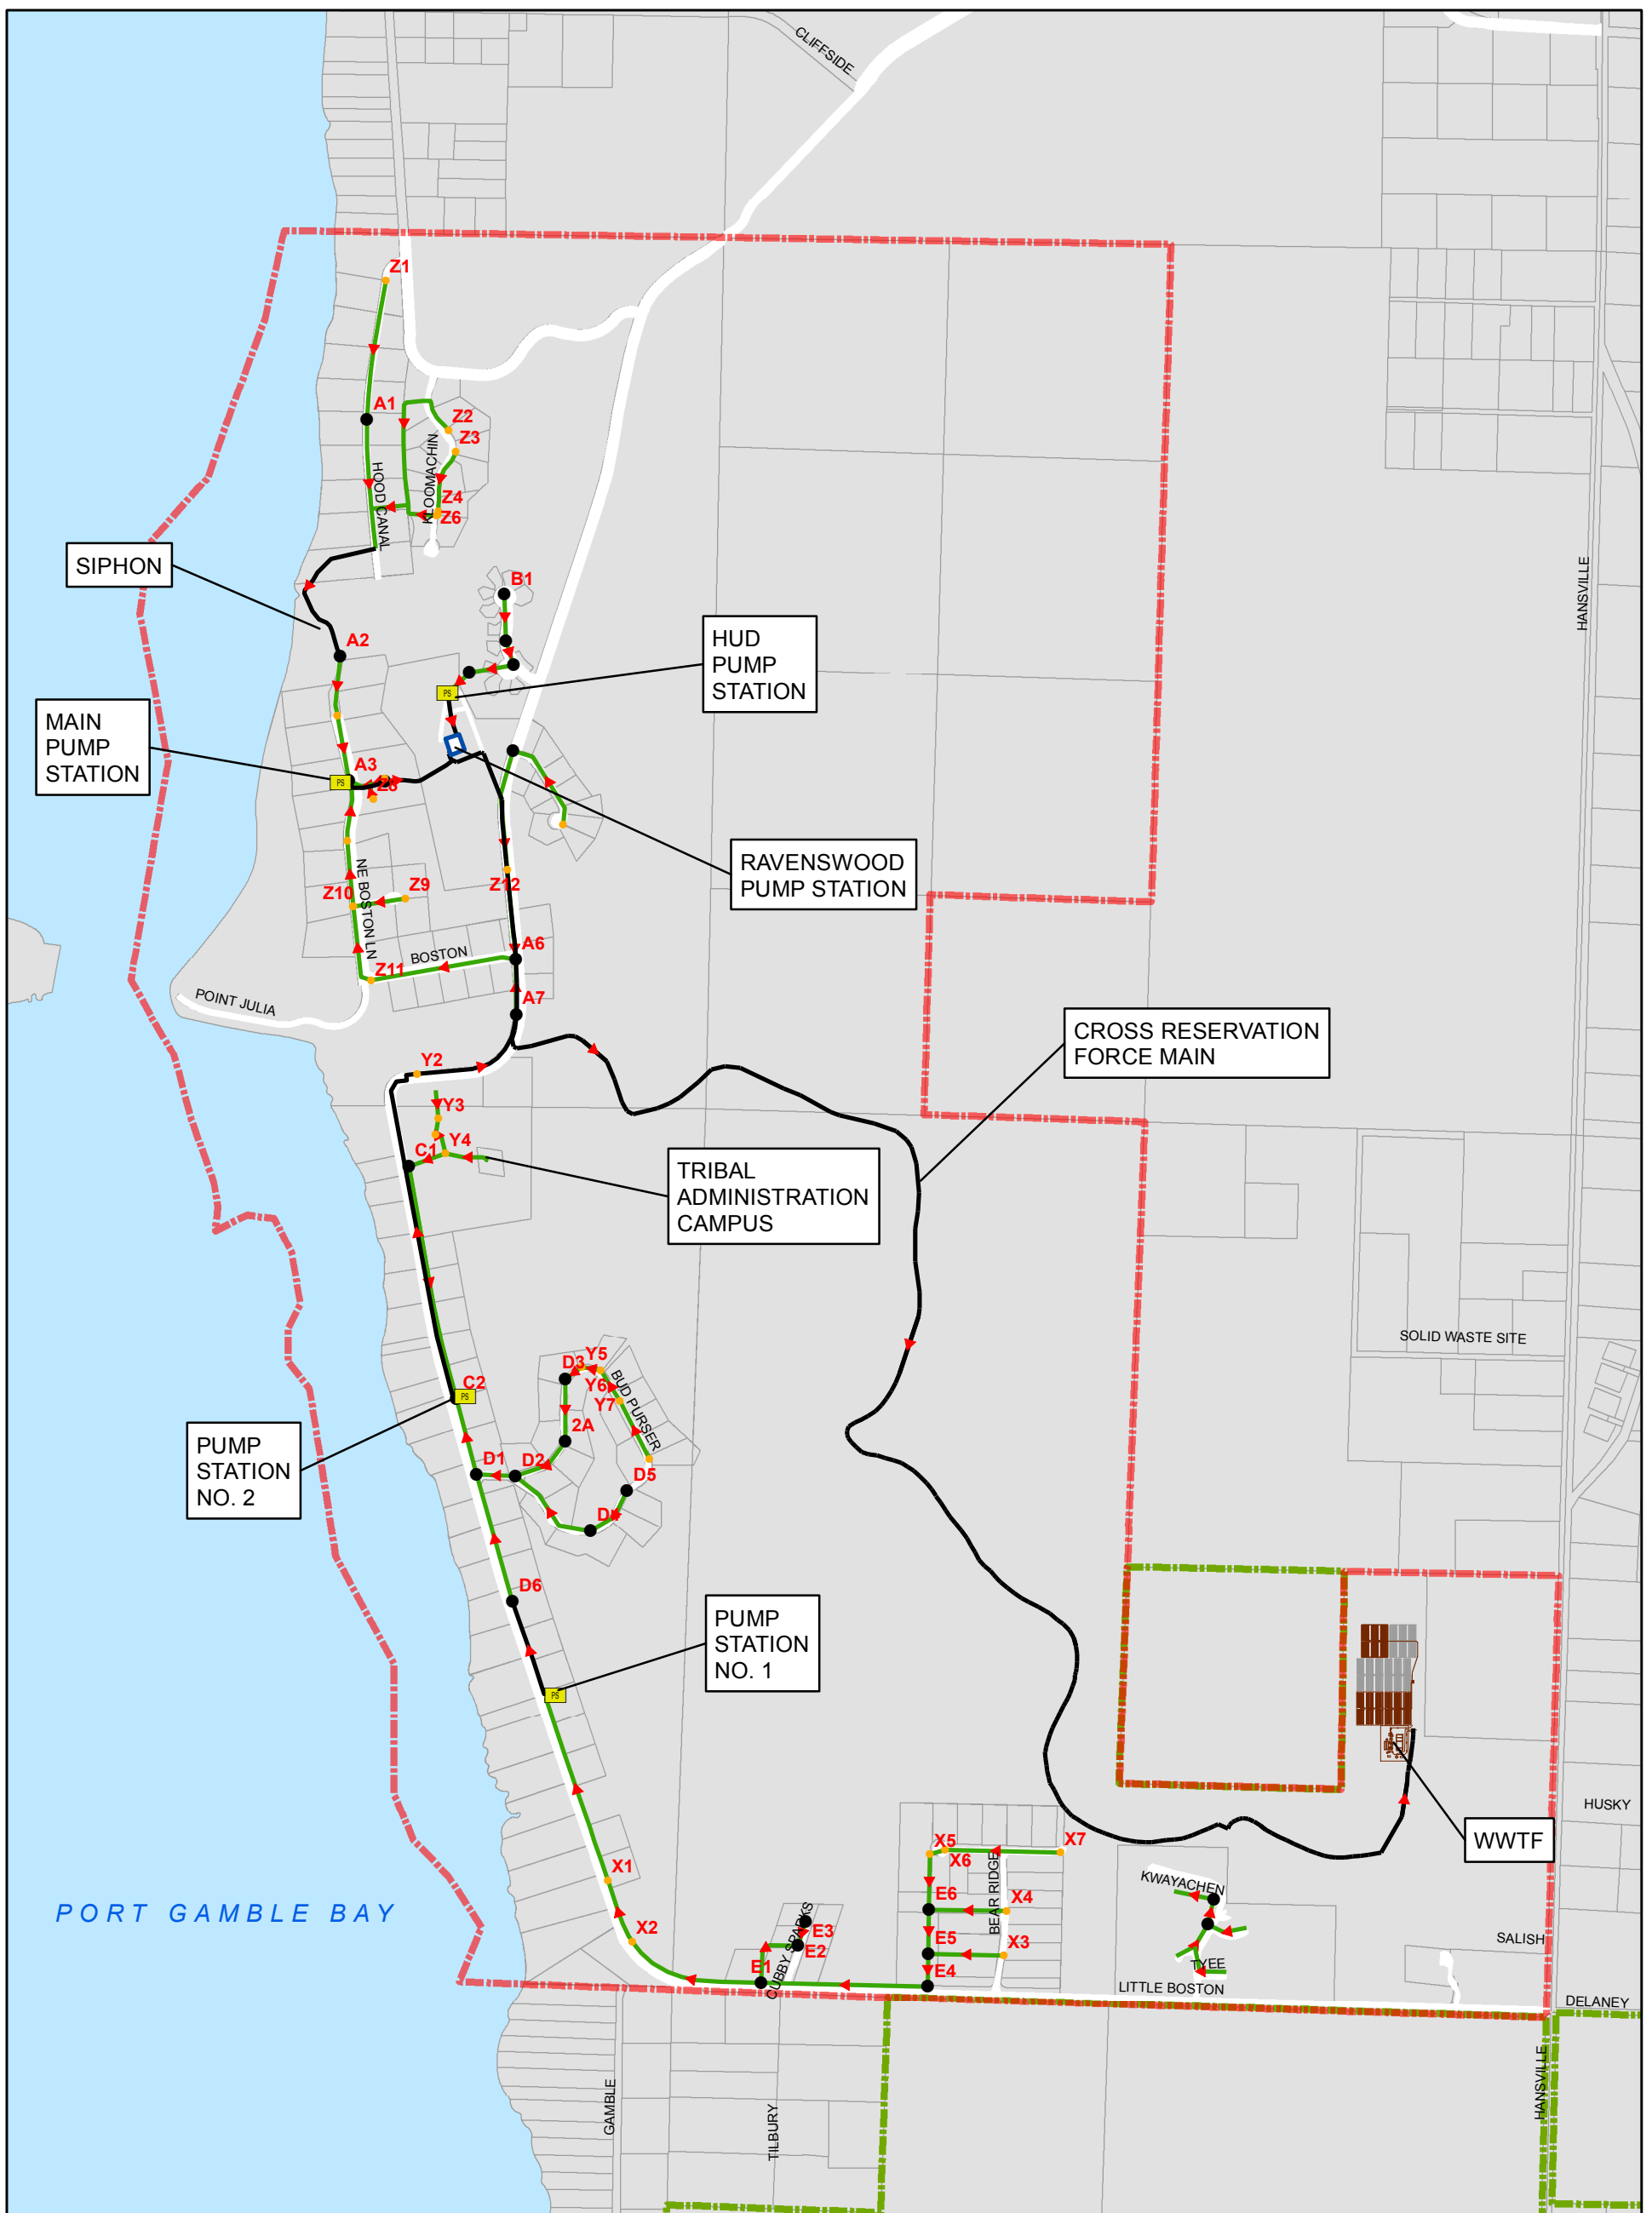 CLIFFSIDE
Z1
A1
Z2
Z3
KLOOMACHIN
HOOD CANAL
Z4
Z6
SIPHON
HANSVILLE
B1
A2
HUD
PUMP
STATION
PS
MAIN
PUMP
STATION
A3
PS
RAVENSWOOD
PUMP STATION
Z12
Z9
Z10
NE BOSTON LN
BOSTON
A6
Z11
A7
POINT JULIA
CROSS RESERVATION
FORCE MAIN
Y2
Y3
Y4
C1
TRIBAL
ADMINISTRATION
CAMPUS
SOLID WASTE SITE
D3
Y5
Y6
Y7
BUD PURSER
C2
PS
2A
PUMP
STATION
NO. 2
D1
D2
D5
D6
PUMP
STATION
NO. 1
PS
HUSKY
WWTF
X5
X6
X7
X1
BEAR RIDGE
KWAYACHEN
E6
X4
PORT GAMBLE BAY
X2
CUBBY SPARKS
E3
E2
E5
X3
SALISH
E1
E4
TYEE
LITTLE BOSTON
DELANEY
GAMBLE
TILBURY
HANSVILLE